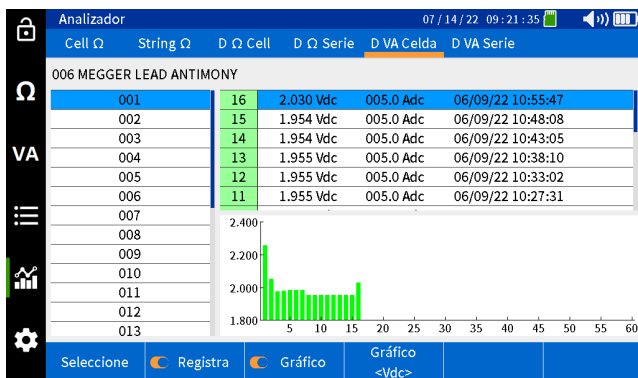 Analizador 07/14/22 09:21:35
Cell Ω String Ω D Ω Cell D Ω Serie D VA Celda D VA Serie
006 MEGGER LEAD ANTIMONY
Ω
VA
001
002
003
004
005
006
007
008
009
010
011
012
013
16 2.030 Vdc 005.0 Adc 06/09/22 10:55:47
15 1.954 Vdc 005.0 Adc 06/09/22 10:48:08
14 1.954 Vdc 005.0 Adc 06/09/22 10:43:05
13 1.955 Vdc 005.0 Adc 06/09/22 10:38:10
12 1.955 Vdc 005.0 Adc 06/09/22 10:33:02
11 1.955 Vdc 005.0 Adc 06/09/22 10:27:31
2.400
2.200
2.000
1.800
5 10 15 20 25 30 35 40 45 50 55 60
Seleccione Registra Gráfico Gráfico
<Vdc>